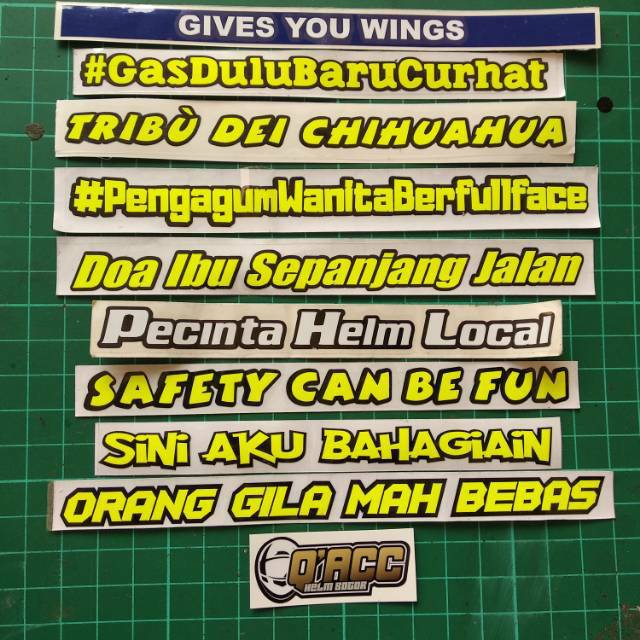 GIVES YOU WINGS
#GasDuluBaruCurhat
TRIBÙ DEI CHIHUAHUA
#PengagumWanItaBerfullface
Doa Ibu Sepanjang Jalan
Pecinta Helm Local
SAFETY CAN BE FUN
SiNi AKU BAHAGiAiN
ORANG GILA MAH BEBAS
Q'ACC
HELM BOGOR